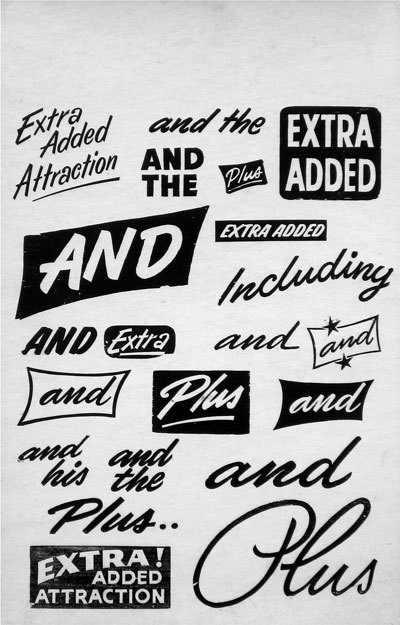 Extra
Added
Attraction
and the
AND
THE
Plus
EXTRA
ADDED
AND
EXTRA ADDED
Including
AND
Extra
and
and
and
Plus
and
and
his
and
the
and
Plus..
Plus
EXTRA!
ADDED
ATTRACTION